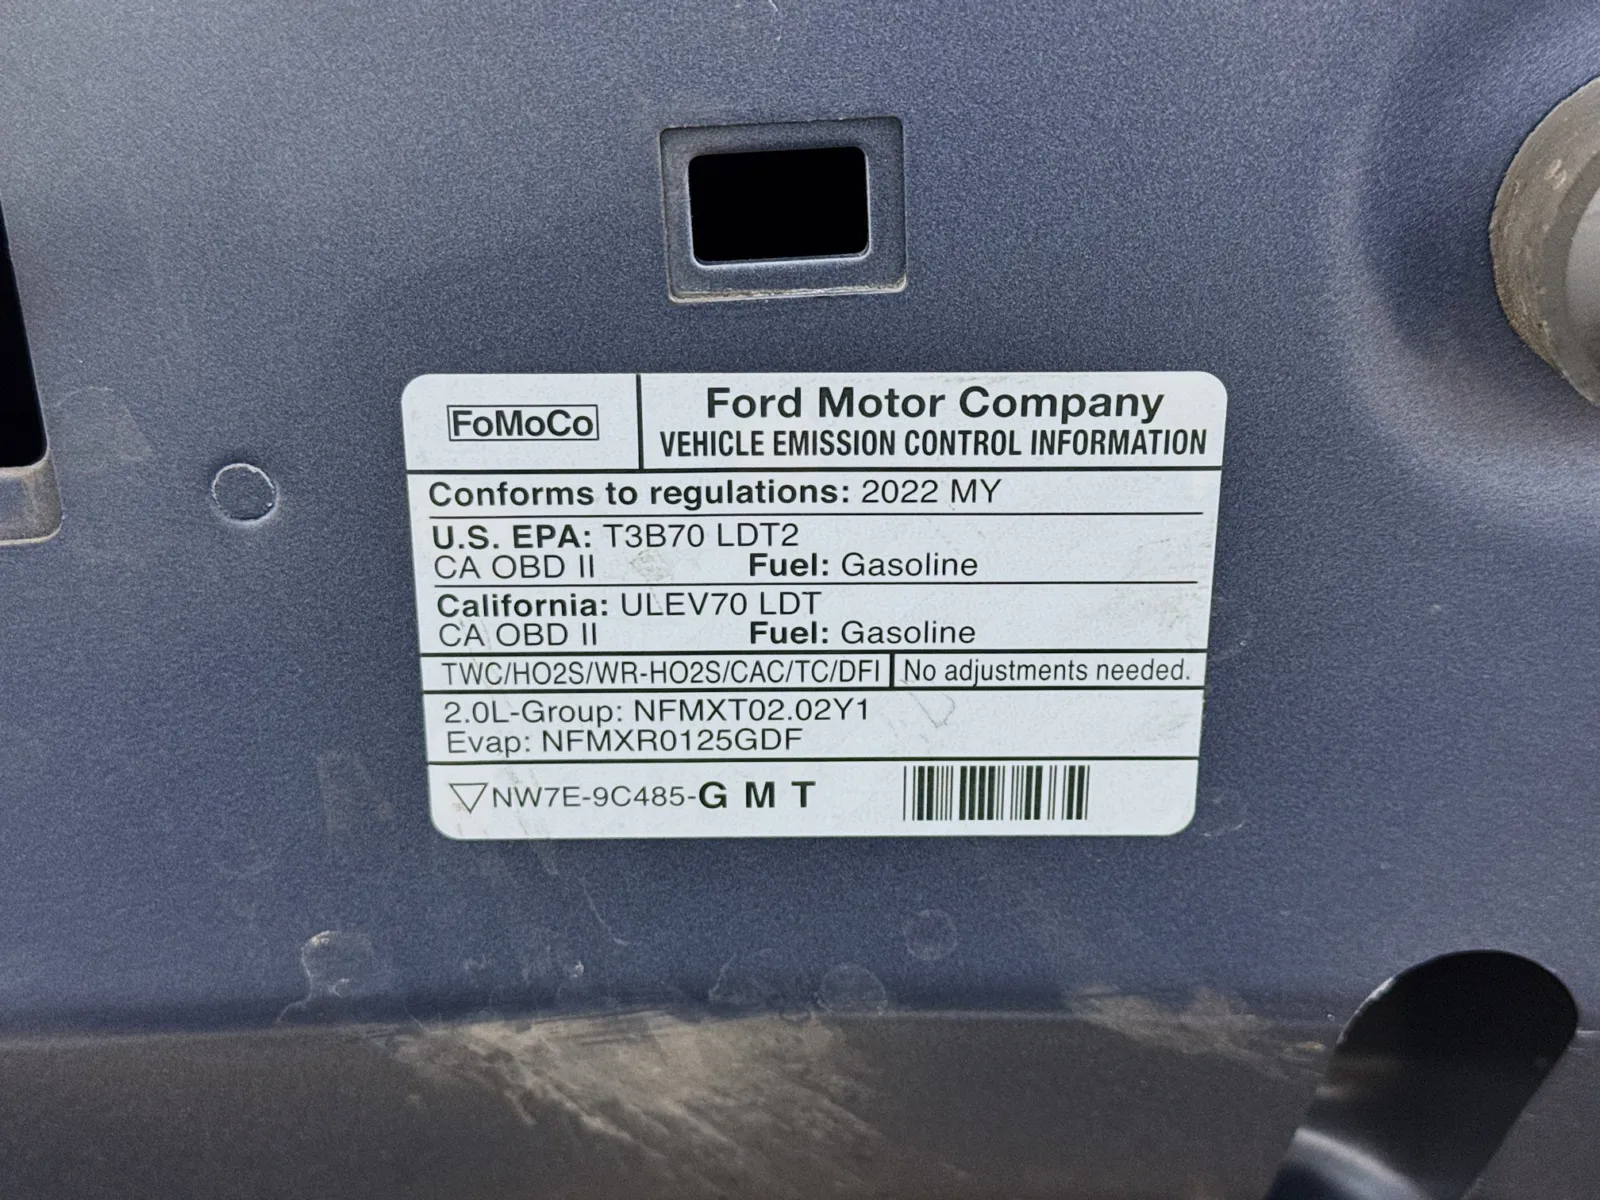 FoMoCo
Ford Motor Company
VEHICLE EMISSION CONTROL INFORMATION
Conforms to regulations: 2022 MY
U.S. EPA: T3B70 LDT2
CA OBD II Fuel: Gasoline
California: ULEV70 LDT
CA OBD II Fuel: Gasoline
TWC/HO2S/WR-HO2S/CAC/TC/DFI No adjustments needed.
2.0L-Group: NFMXT02.02Y1
Evap: NFMXR0125GDF
NW7E-9C485-G M T